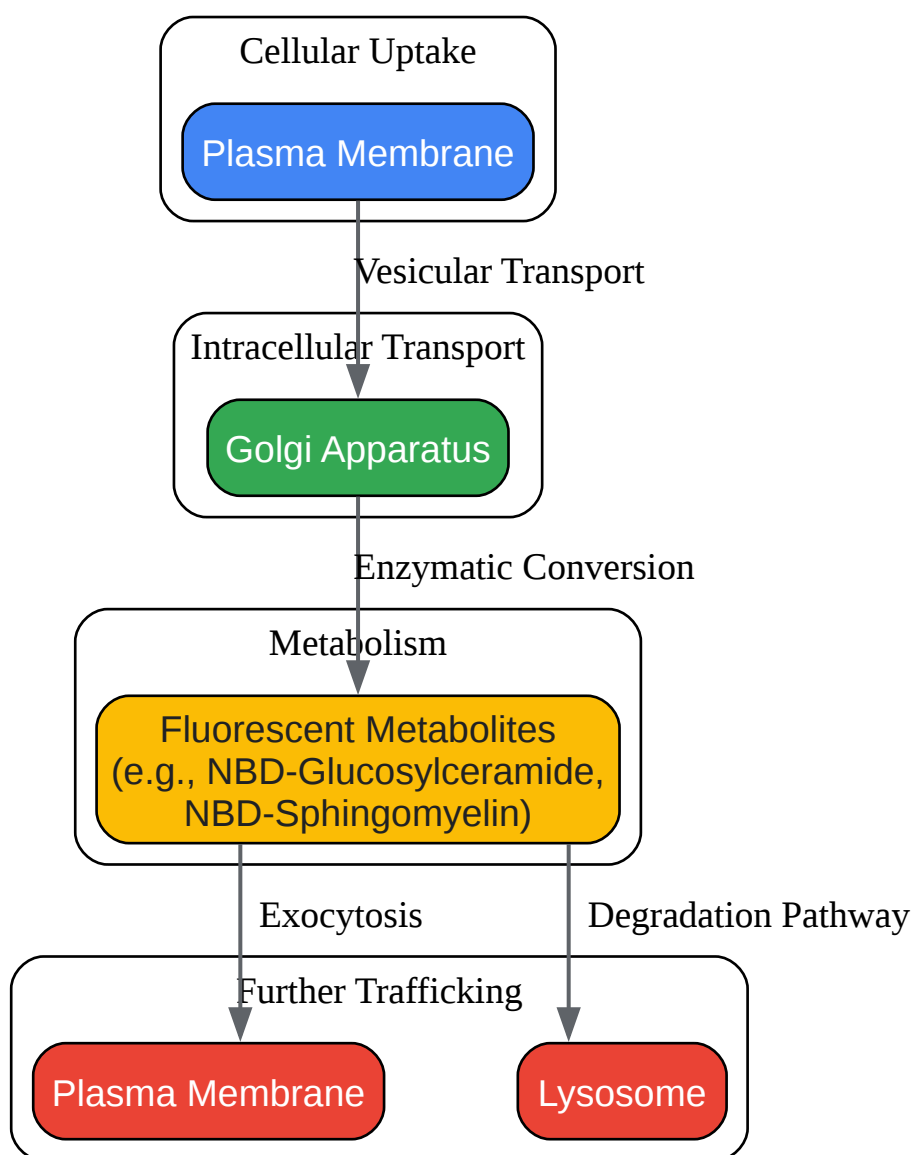 Cellular Uptake
Plasma Membrane
Vesicular Transport
Intracellular Transport
Golgi Apparatus
Enzymatic Conversion
Metabolism
Fluorescent Metabolites
(e.g., NBD-Glucosylceramide,
NBD-Sphingomyelin)
Exocytosis
Degradation Pathway
Further Trafficking
Plasma Membrane
Lysosome